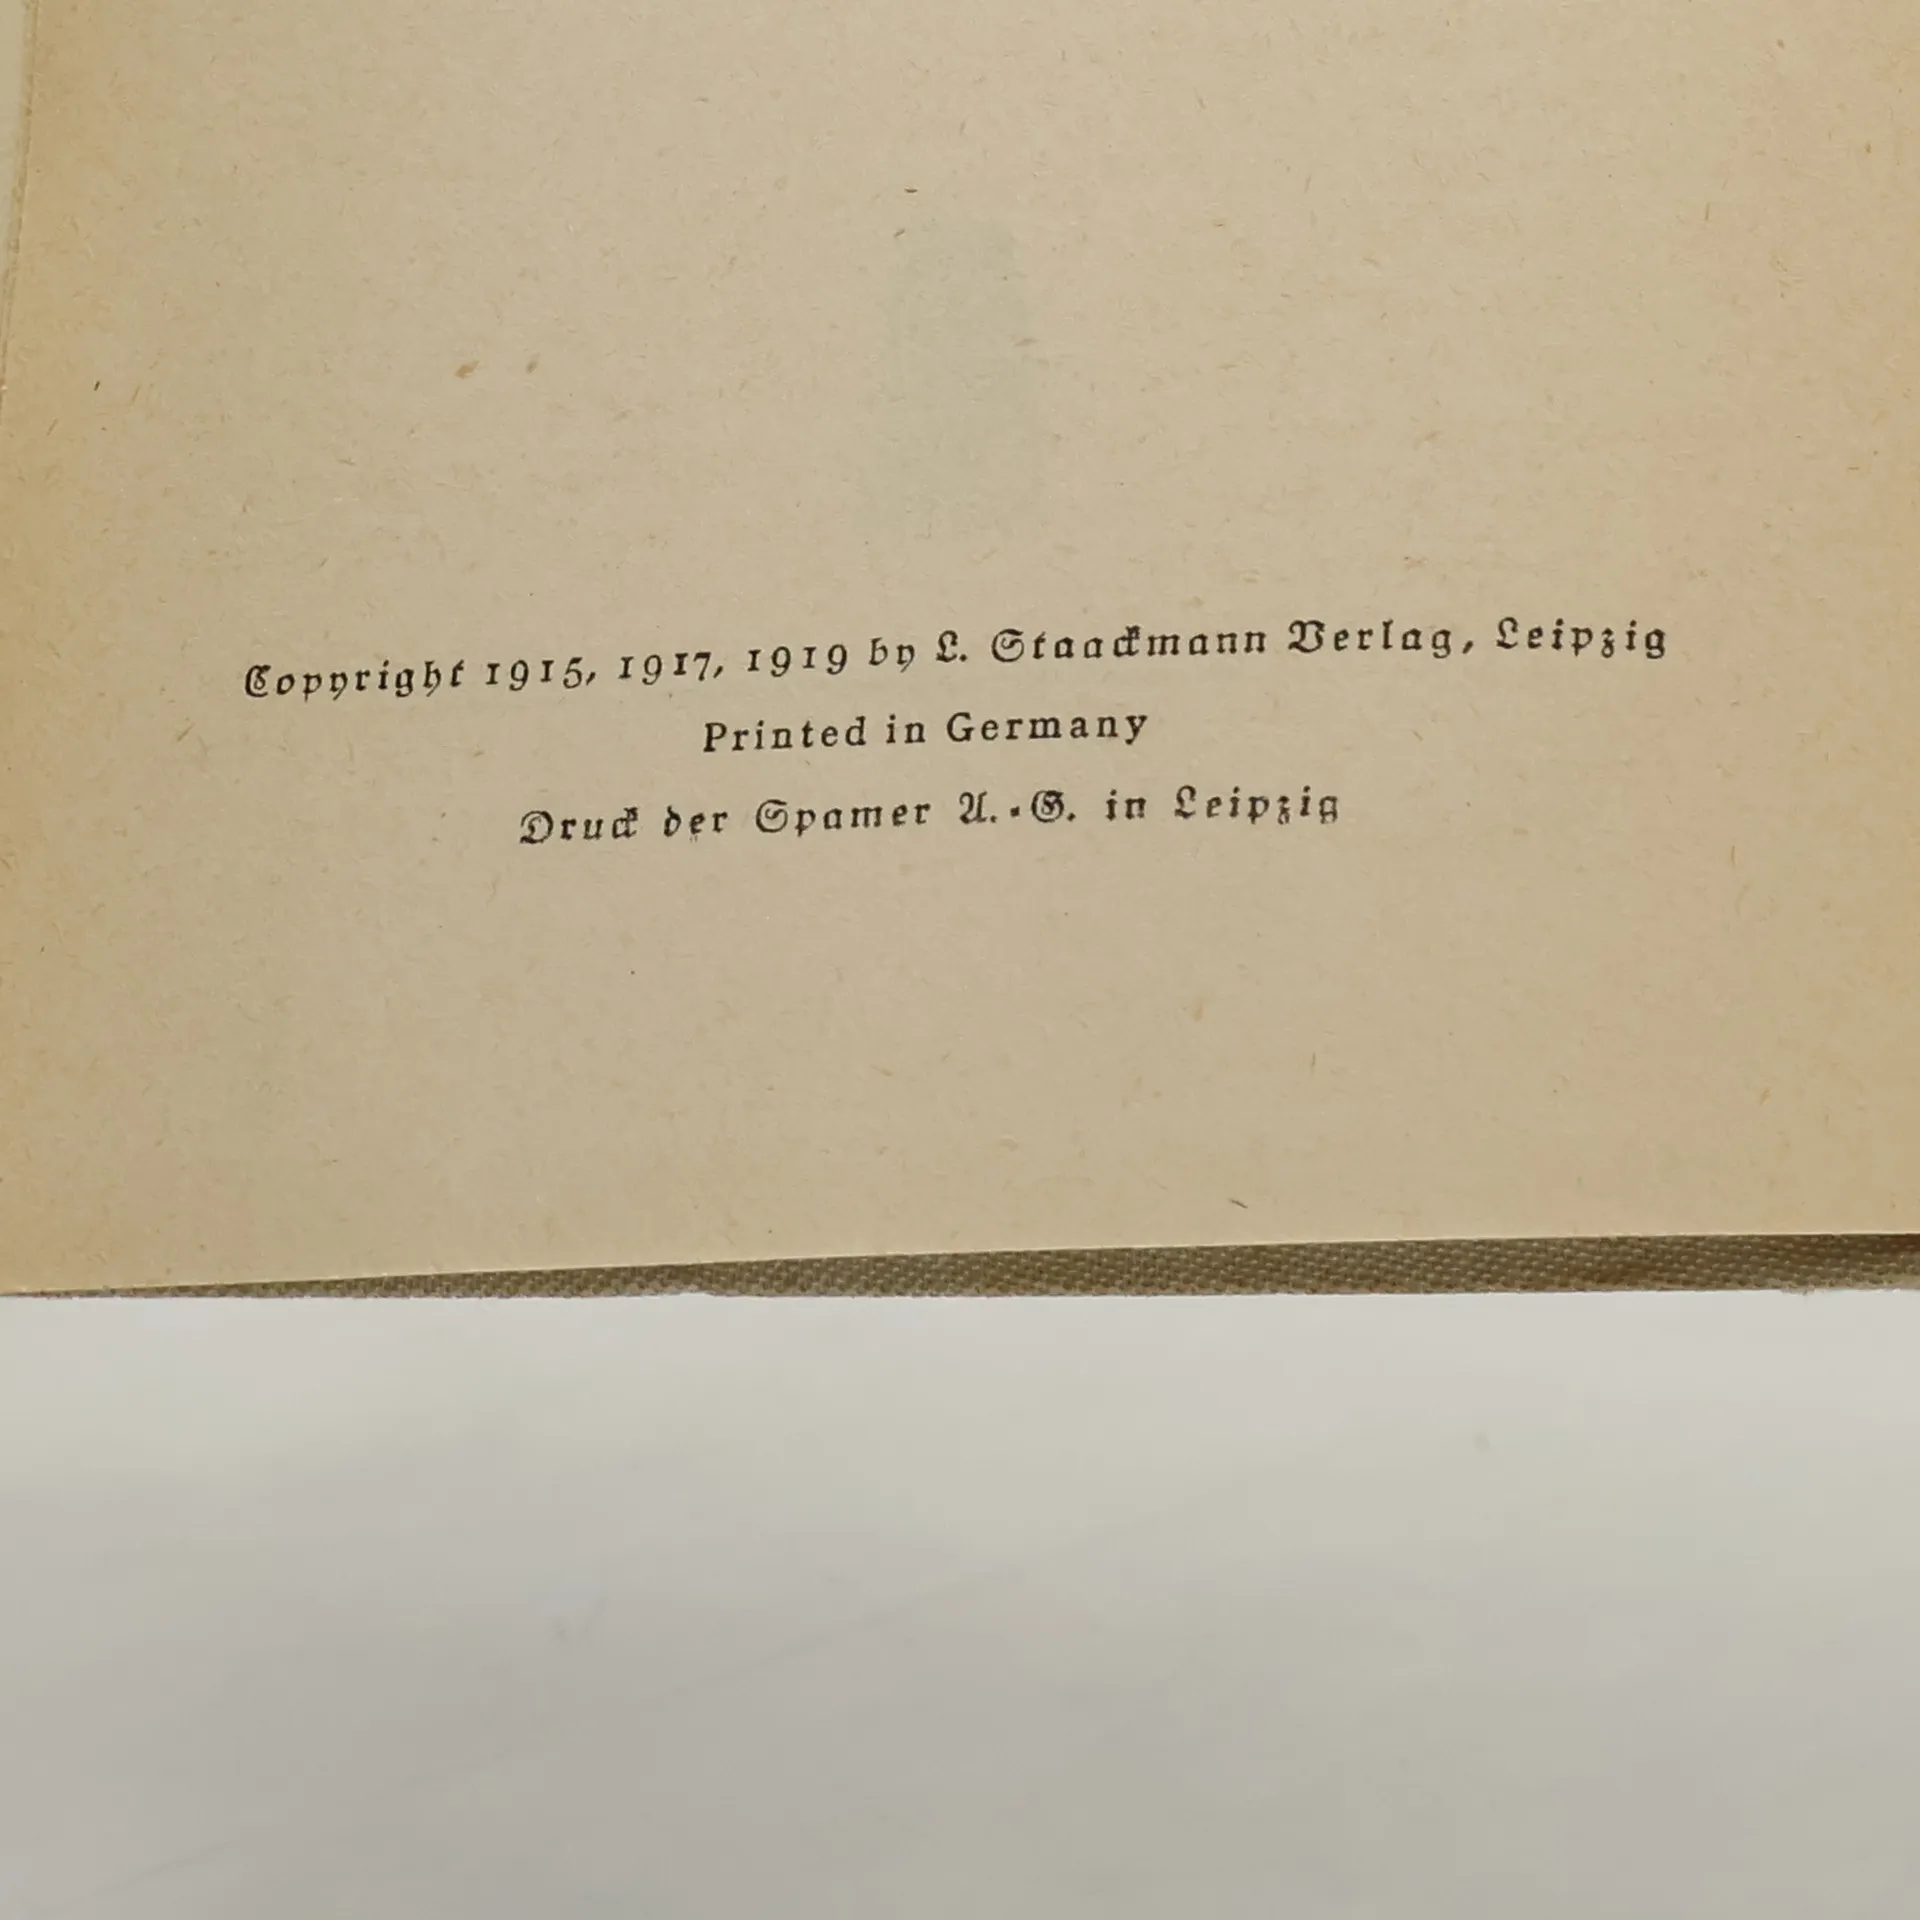 Copyright 1915, 1917, 1919 by L. Staackmann Verlag, Leipzig
Printed in Germany
Druck der Spamer A.-G. in Leipzig